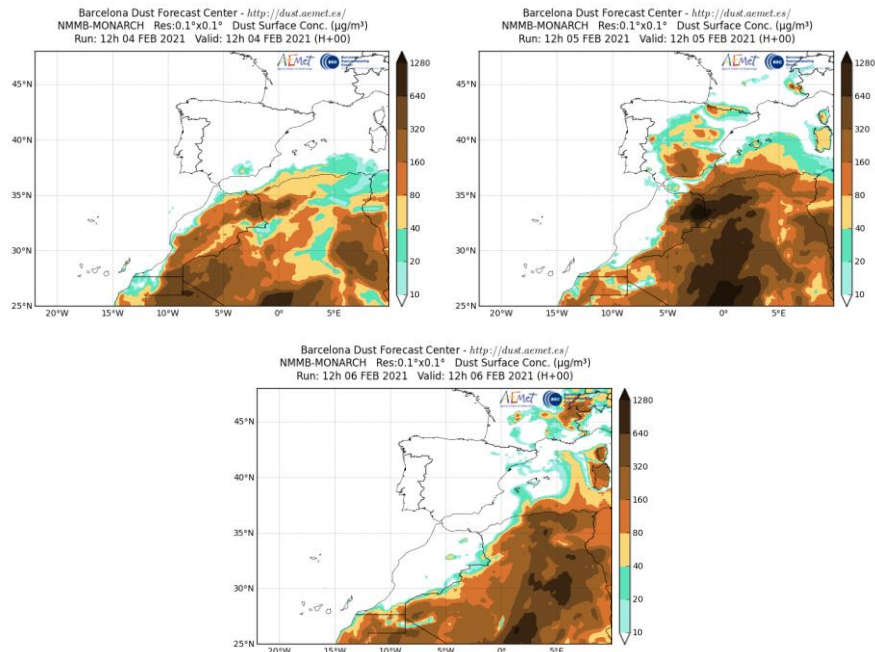 Barcelona Dust Forecast Center - http://dust.aemet.es/
NMMB-MONARCH Res:0.1°x0.1° Dust Surface Conc. (µg/m³)
Run: 12h 04 FEB 2021 Valid: 12h 04 FEB 2021 (H+00)
AEmet
BSC
45°N
40°N
35°N
30°N
25°N
20°W
15°W
10°W
5°W
0°
5°E
1280
640
320
160
80
40
20
10
Barcelona Dust Forecast Center - http://dust.aemet.es/
NMMB-MONARCH Res:0.1°x0.1° Dust Surface Conc. (µg/m³)
Run: 12h 05 FEB 2021 Valid: 12h 05 FEB 2021 (H+00)
AEmet
BSC
45°N
40°N
35°N
30°N
25°N
20°W
15°W
10°W
5°W
0°
5°E
1280
640
320
160
80
40
20
10
Barcelona Dust Forecast Center - http://dust.aemet.es/
NMMB-MONARCH Res:0.1°x0.1° Dust Surface Conc. (µg/m³)
Run: 12h 06 FEB 2021 Valid: 12h 06 FEB 2021 (H+00)
AEmet
BSC
45°N
40°N
35°N
30°N
25°N
20°W
15°W
10°W
5°W
0°
5°E
1280
640
320
160
80
40
20
10